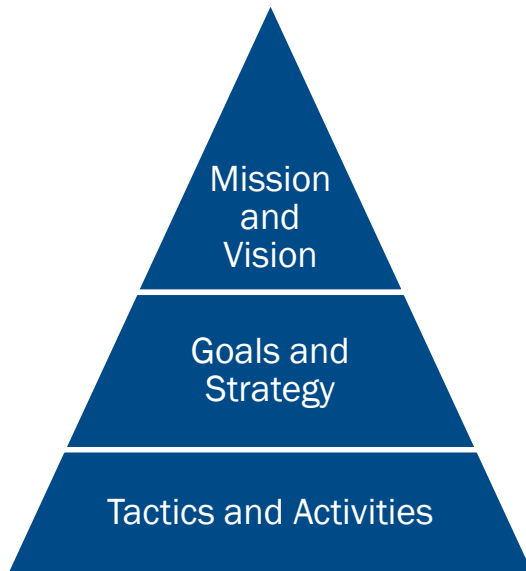 Mission
and
Vision
Goals and
Strategy
Tactics and Activities